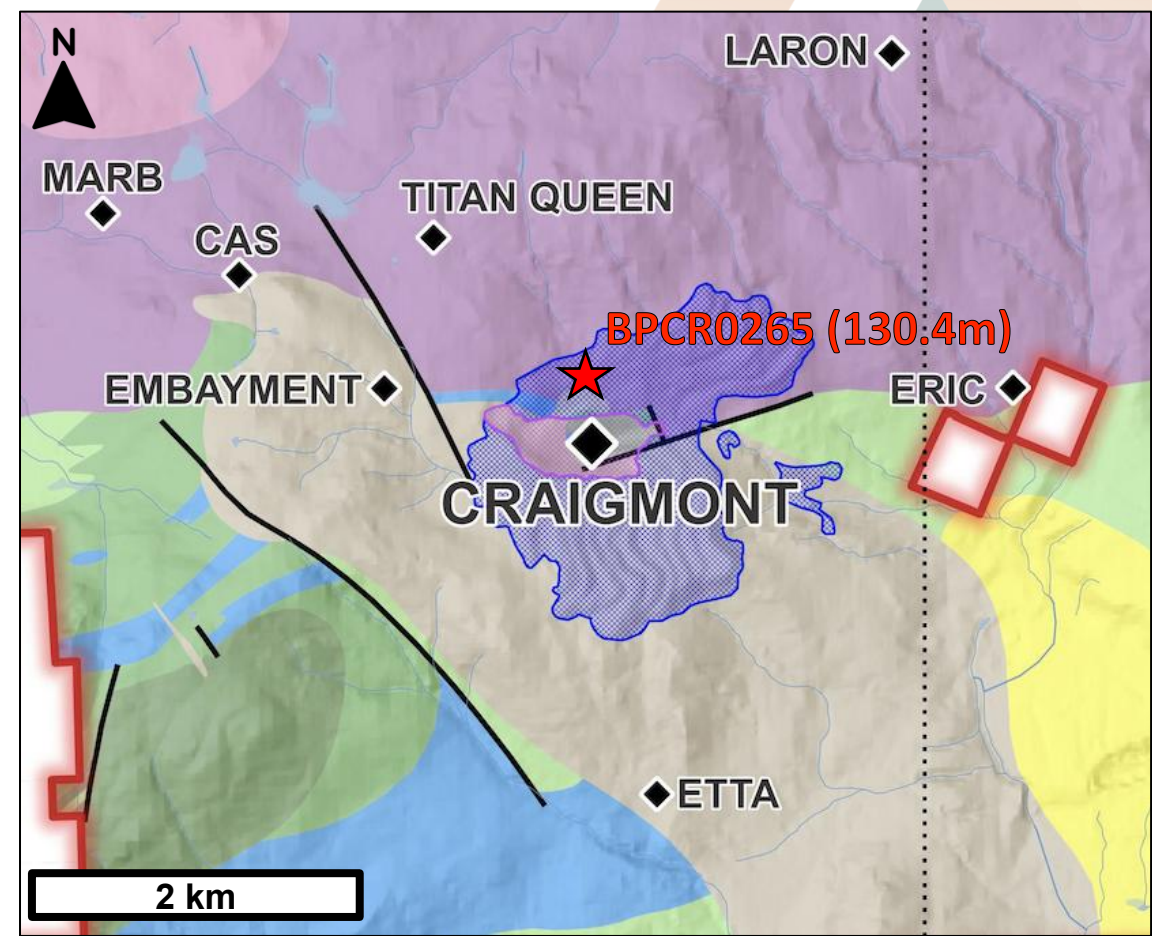 N
LARON
MARB
TITAN QUEEN
CAS
BPCR0265 (130.4m)
EMBAYMENT
ERIC
CRAIGMONT
ETTA
2 km